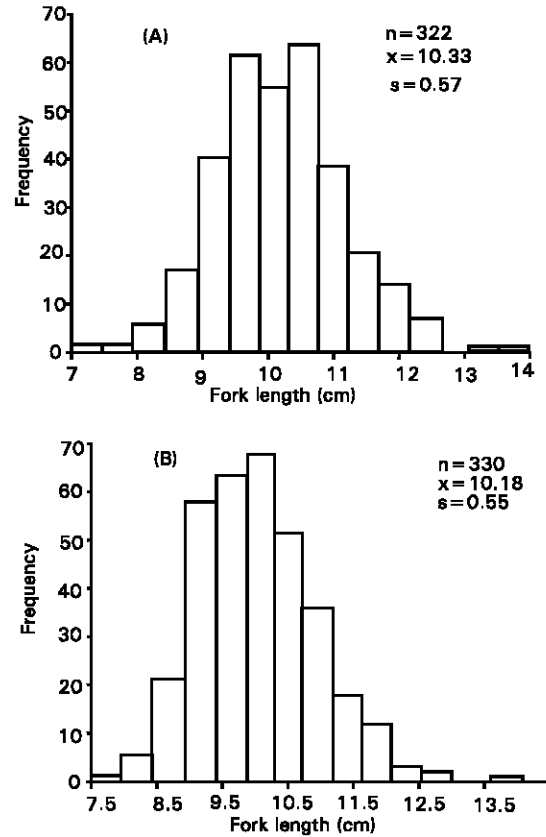 70
(A)
n=322
x=10.33
s=0.57
60
50
40
30
20
10
0
Frequency
7 8 9 10 11 12 13 14
Fork length (cm)
70
(B)
n=330
x=10.18
s=0.55
60
50
40
30
20
10
0
Frequency
7.5 8.5 9.5 10.5 11.5 12.5 13.5
Fork length (cm)